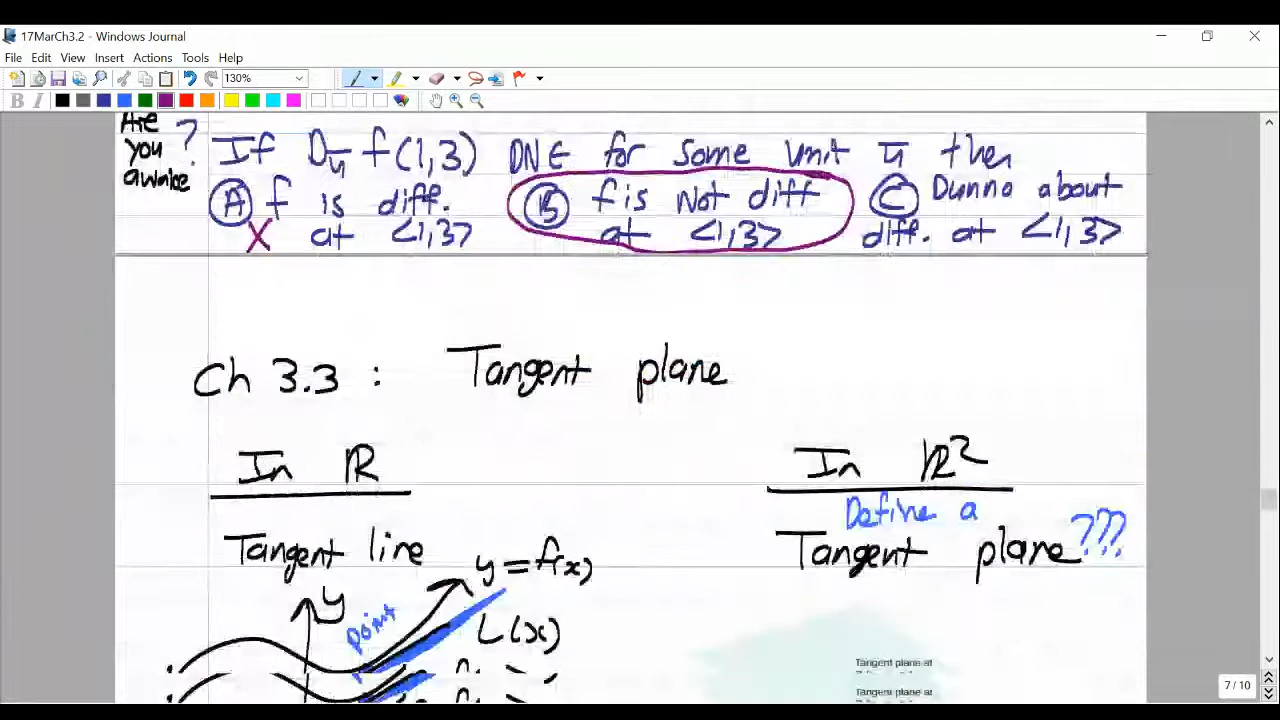 17MarCh3.2 - Windows Journal
File Edit View Insert Actions Tools Help
130%
B I
Are you awake ?
If Dū f(1,3) DNE for some unit ū then
A f is diff. at <1,3>
X
B f is Not diff at <1,3>
C Dunno about diff. at <1,3>
Ch 3.3 : Tangent plane
In ℝ
In ℝ²
Define a
Tangent line
Tangent plane ???
y = f(x)
y
point
L(x)
Tangent plane at
Tangent plane at
7 / 10